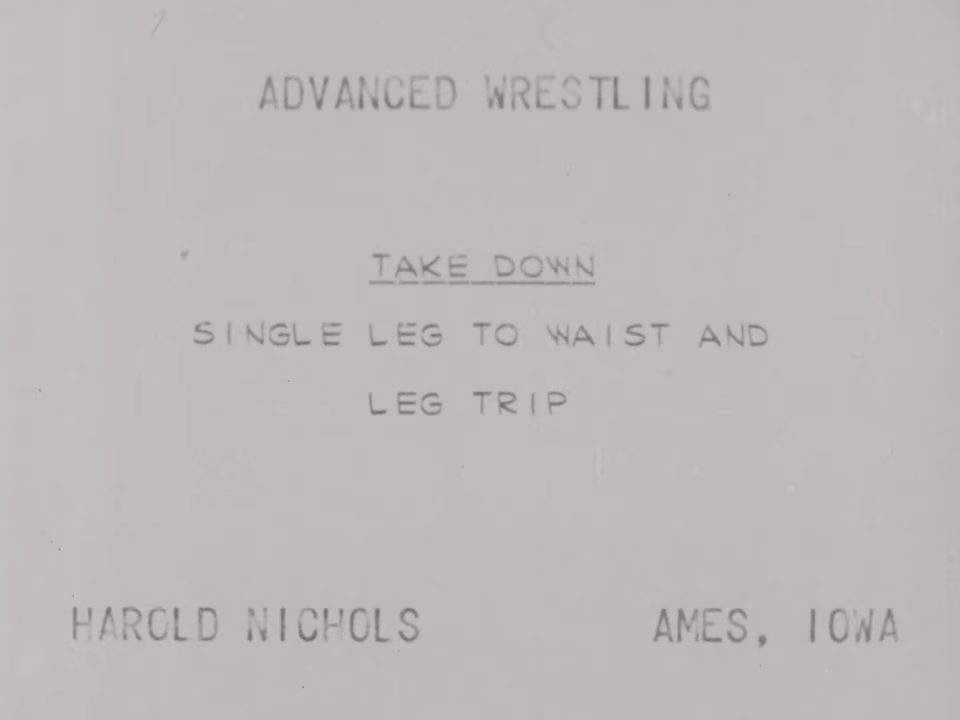 ADVANCED WRESTLING
TAKE DOWN
SINGLE LEG TO WAIST AND
LEG TRIP
HAROLD NICHOLS AMES, IOWA